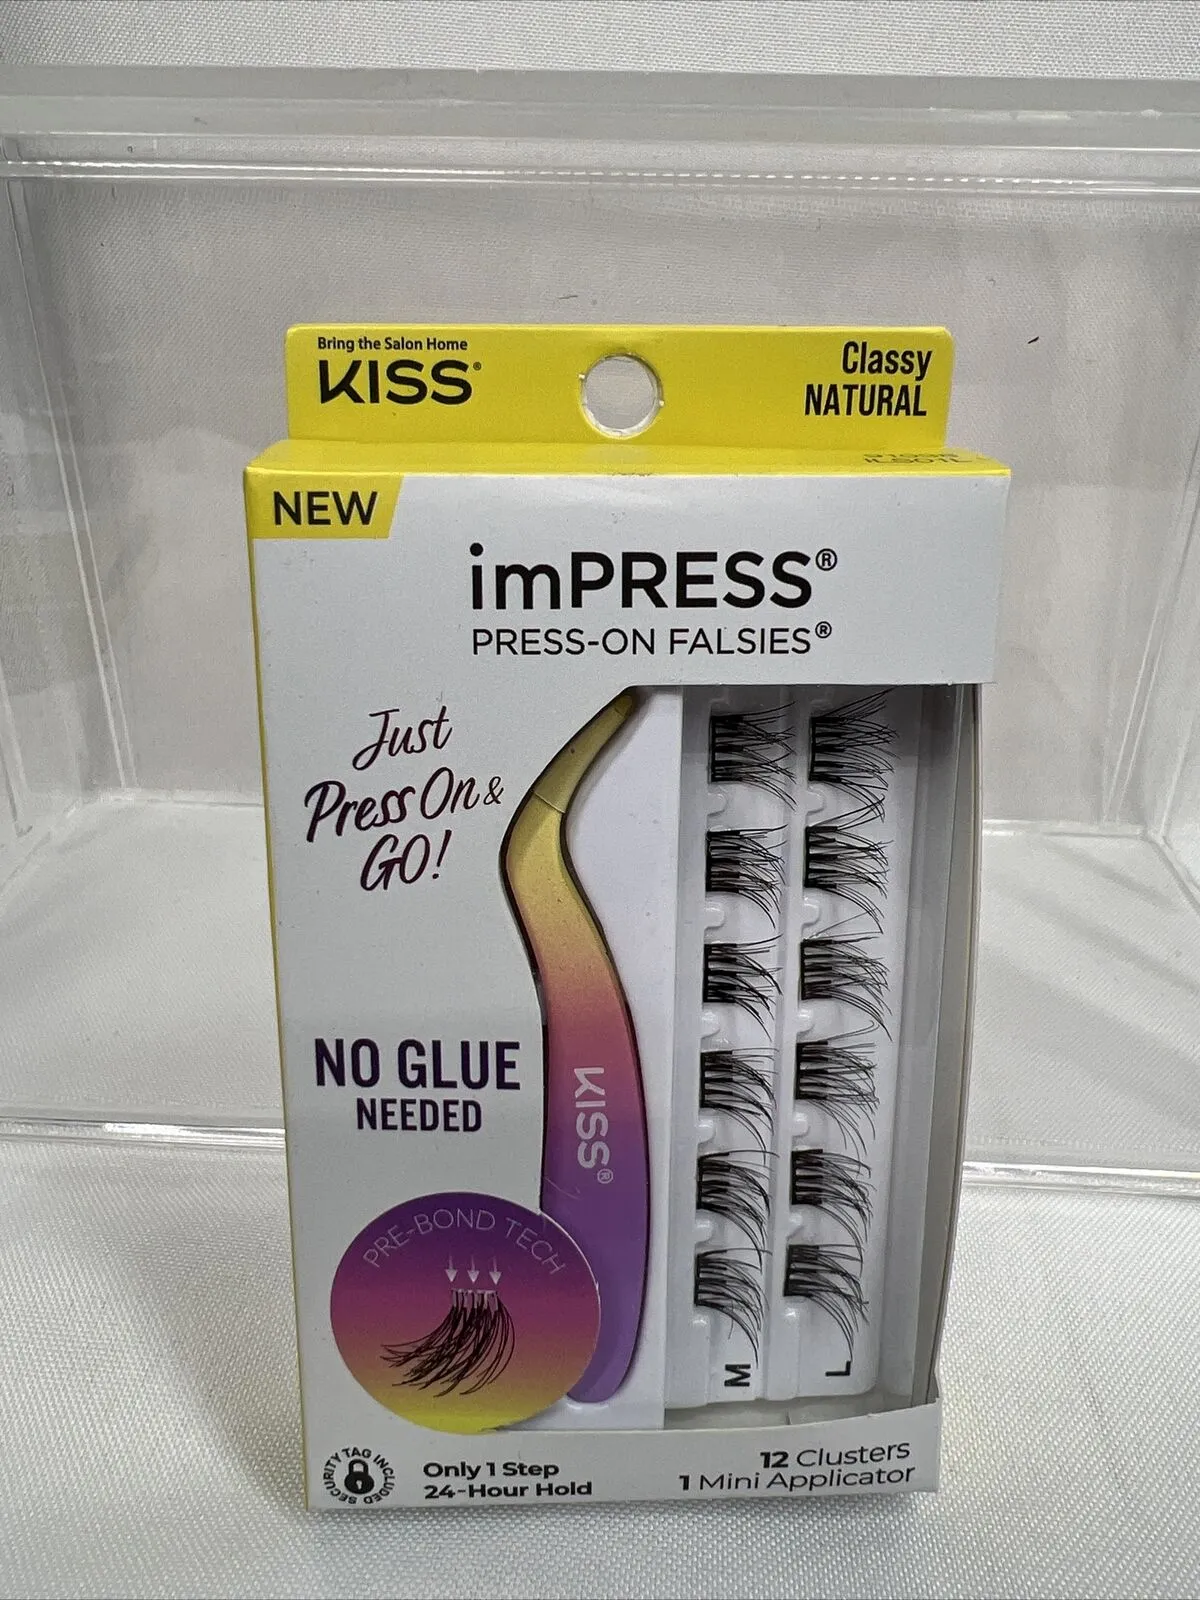 Bring the Salon Home
KISS®
Classy
NATURAL
NEW
imPRESS®
PRESS-ON FALSIES®
Just
Press On &
GO!
NO GLUE
NEEDED
KISS®
PRE-BOND TECH
M
L
SECURITY TAG INCLUDED
Only 1 Step
24-Hour Hold
12 Clusters
1 Mini Applicator